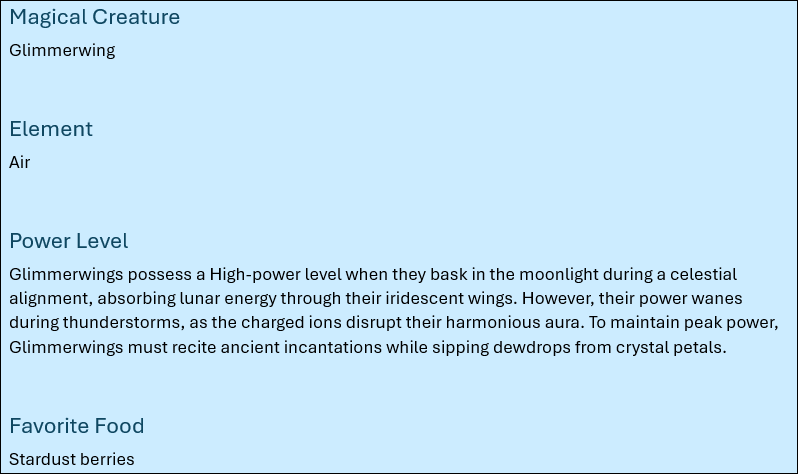 Magical Creature
Glimmerwing
Element
Air
Power Level
Glimmerwings possess a High-power level when they bask in the moonlight during a celestial
alignment, absorbing lunar energy through their iridescent wings. However, their power wanes
during thunderstorms, as the charged ions disrupt their harmonious aura. To maintain peak power,
Glimmerwings must recite ancient incantations while sipping dewdrops from crystal petals.
Favorite Food
Stardust berries